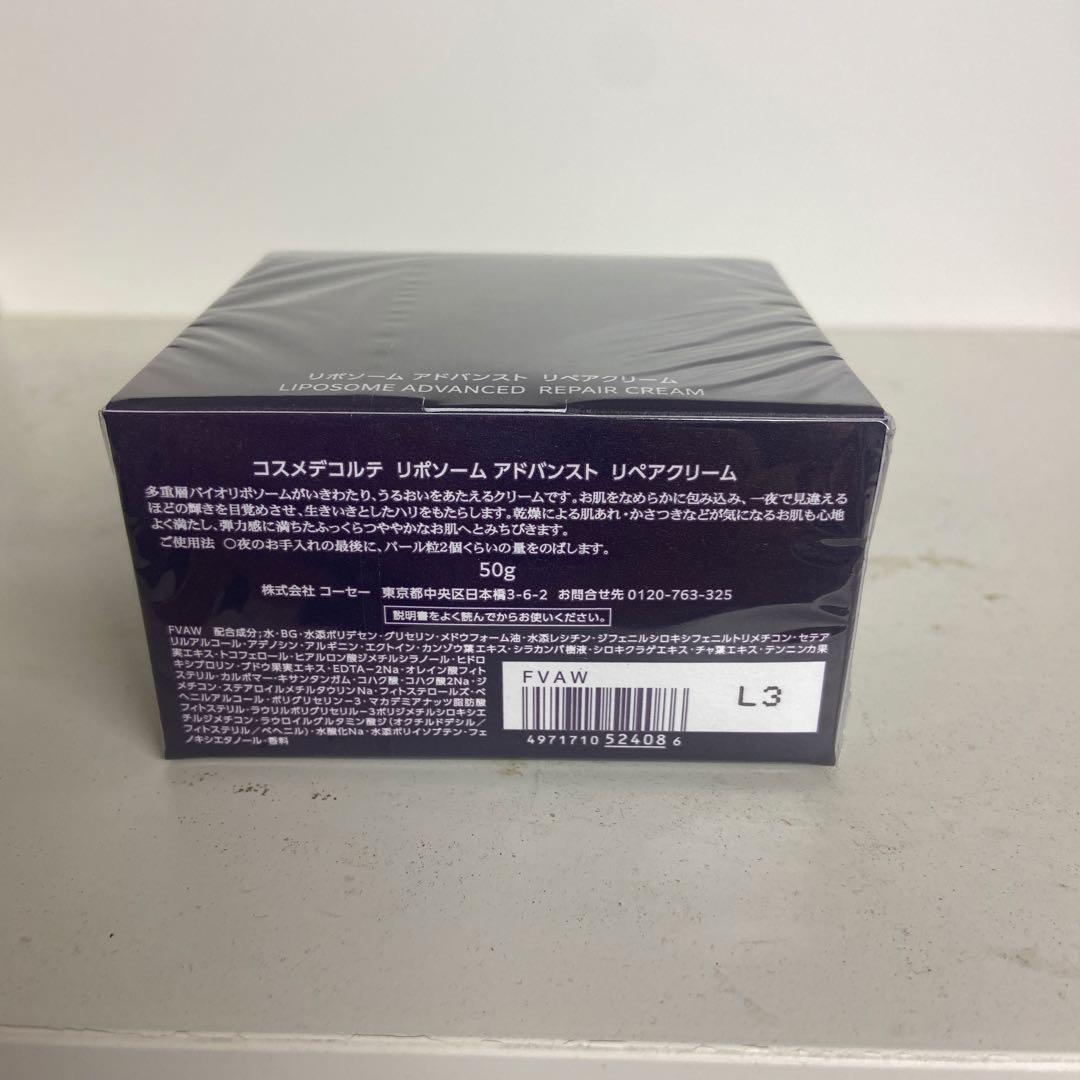 リポソーム アドバンスト リペアクリーム
LIPOSOME ADVANCED REPAIR CREAM
コスメデコルテ リポソーム アドバンスト リペアクリーム
多重層バイオリポソームがいきわたり、うるおいをあたえるクリームです。お肌をなめらかに包み込み、一夜で見違える
ほどの輝きを目覚めさせ、生きいきとしたハリをもたらします。乾燥による肌あれ・かさつきなどが気になるお肌も心地
よく満たし、弾力感に満ちたふっくらつややかなお肌へとみちびきます。
ご使用法 ○夜のお手入れの最後に、パール粒2個くらいの量をのばします。
50g
株式会社 コーセー 東京都中央区日本橋3-6-2 お問合せ先 0120-763-325
説明書をよく読んでからお使いください。
FVAW 配合成分;水・BG・水添ポリデセン・グリセリン・メドウフォーム油・水添レシチン・ジフェニルシロキシフェニルトリメチコン・セテア
リルアルコール・アデノシン・アルギニン・エクトイン・カンゾウ葉エキス・シラカンバ樹液・シロキクラゲエキス・チャ葉エキス・テンニンカ果
実エキス・トコフェロール・ヒアルロン酸ジメチルシラノール・ヒドロ
キシプロリン・ブドウ果実エキス・EDTA-2Na・オレイン酸フィト
ステリル・カルボマー・キサンタンガム・コハク酸・コハク酸2Na・ジ
メチコン・ステアロイルメチルタウリンNa・フィトステロールズ・ベ
ヘニルアルコール・ポリグリセリン-3・マカデミアナッツ脂肪酸
フィトステリル・ラウリルポリグリセリル-3ポリジメチルシロキシエ
チルジメチコン・ラウロイルグルタミン酸ジ(オクチルドデシル/
フィトステリル/ベヘニル)・水酸化Na・水添ポリイソブテン・フェ
ノキシエタノール・香料
FVAW
L3
4971710 52408 6